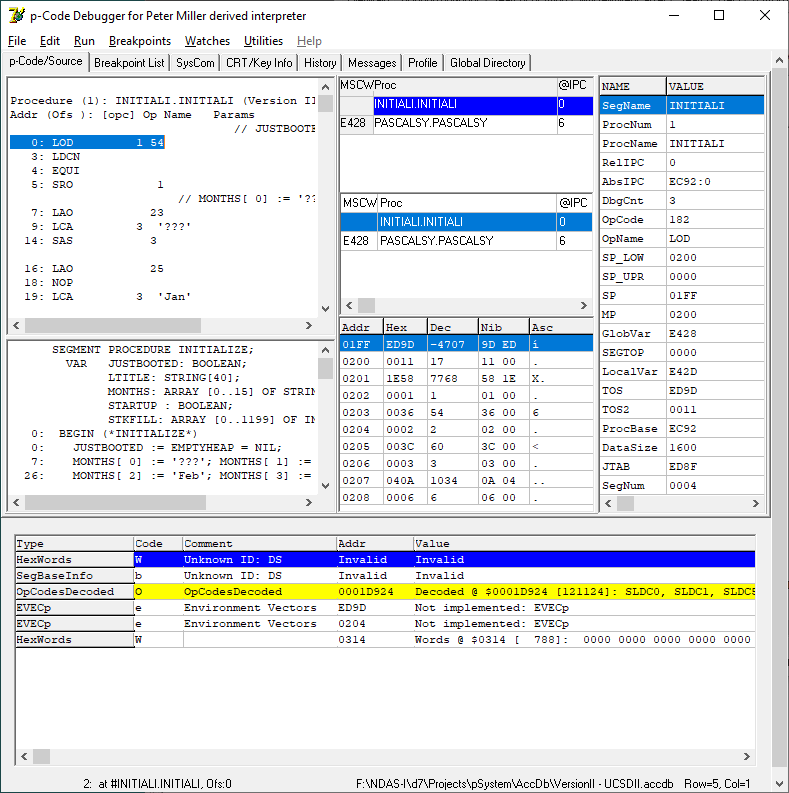 p-Code Debugger for Peter Miller derived interpreter
File Edit Run Breakpoints Watches Utilities Help
p-Code/Source Breakpoint List SysCom CRT/Key Info History Messages Profile Global Directory
Procedure (1): INITIALI.INITIALI (Version II
Addr (Ofs ): [opc] Op Name Params
// JUSTBOOTE
0: LOD 1 54
3: LDCN
4: EQUI
5: SRO 1
// MONTHS[ 0] := '??
7: LAO 23
9: LCA 3 '???'
14: SAS 3
16: LAO 25
18: NOP
19: LCA 3 'Jan'
SEGMENT PROCEDURE INITIALIZE;
VAR JUSTBOOTED: BOOLEAN;
LTITLE: STRING[40];
MONTHS: ARRAY [0..15] OF STRIN
STARTUP : BOOLEAN;
STKFILL: ARRAY [0..1199] OF IN
0: BEGIN (*INITIALIZE*)
0: JUSTBOOTED := EMPTYHEAP = NIL;
7: MONTHS[ 0] := '???'; MONTHS[ 1] :=
26: MONTHS[ 2] := 'Feb'; MONTHS[ 3] :=
MSCW Proc @IPC
INITIALI.INITIALI 0
E428 PASCALSY.PASCALSY 6
MSCW Proc @IPC
INITIALI.INITIALI 0
E428 PASCALSY.PASCALSY 6
Addr Hex Dec Nib Asc
01FF ED9D -4707 9D ED í
0200 0011 17 11 00 .
0201 1E58 7768 58 1E X.
0202 0001 1 01 00 .
0203 0036 54 36 00 6
0204 0002 2 02 00 .
0205 003C 60 3C 00 <
0206 0003 3 03 00 .
0207 040A 1034 0A 04 ..
0208 0006 6 06 00 .
NAME VALUE
SegName INITIALI
ProcNum 1
ProcName INITIALI
RelIPC 0
AbsIPC EC92:0
DbgCnt 3
OpCode 182
OpName LOD
SP_LOW 0200
SP_UPR 0000
SP 01FF
MP 0200
GlobVar E428
SEGTOP 0000
LocalVar E42D
TOS ED9D
TOS2 0011
ProcBase EC92
DataSize 1600
JTAB ED8F
SegNum 0004
Type Code Comment Addr Value
HexWords W Unknown ID: DS Invalid Invalid
SegBaseInfo b Unknown ID: DS Invalid Invalid
OpCodesDecoded O OpCodesDecoded 0001D924 Decoded @ $0001D924 [121124]: SLDC0, SLDC1, SLDC5
EVECp e Environment Vectors ED9D Not implemented: EVECp
EVECp e Environment Vectors 0204 Not implemented: EVECp
HexWords W 0314 Words @ $0314 [ 788]: 0000 0000 0000 0000 0000
2: at #INITIALI.INITIALI, Ofs:0 F:\NDAS-I\d7\Projects\pSystem\AccDb\VersionII - UCSDII.accdb Row=5, Col=1